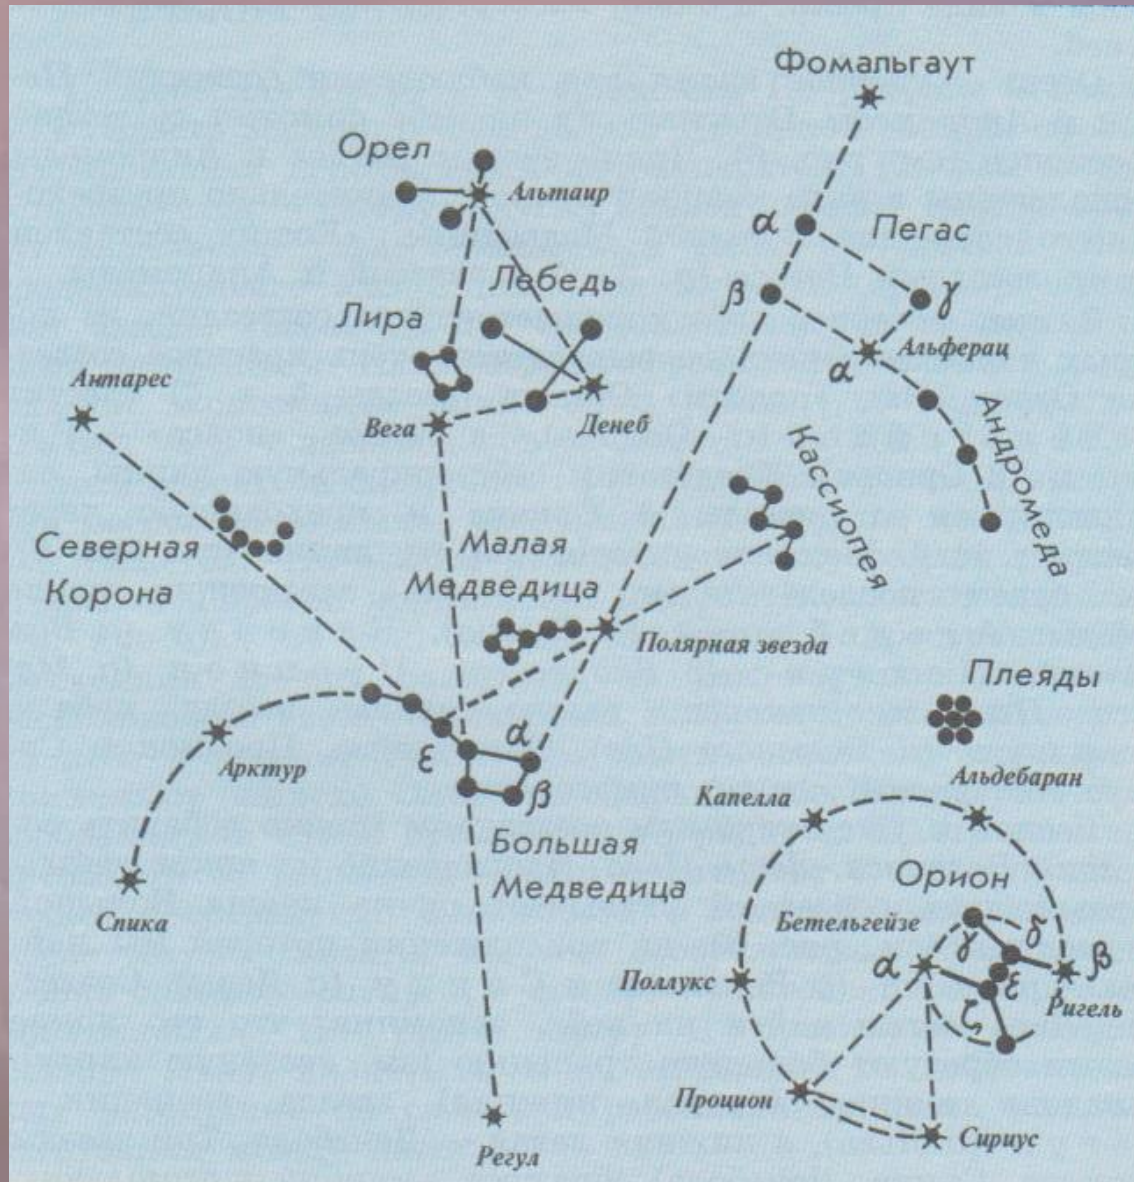 Фомальгаут
Орел
Альтаир
α
Пегас
Лебедь
β
γ
Лира
Альферац
α
Антарес
Вега
Денеб
Андромеда
Кассиопея
Северная
Корона
Малая
Медведица
Полярная звезда
Плеяды
α
ε
β
Арктур
Альдебаран
Капелла
Большая
Медведица
Орион
Спика
Бетельгейзе
γ
δ
α
β
Поллукс
ε
Ригель
ζ
Процион
Сириус
Регул